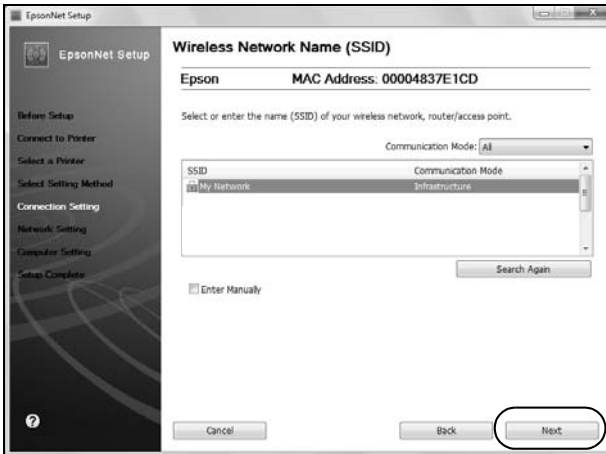 EpsonNet Setup
EpsonNet Setup
Wireless Network Name (SSID)
Epson MAC Address: 00004837E1CD
Select or enter the name (SSID) of your wireless network, router/access point.
Before Setup
Connect to Printer
Select a Printer
Select Setting Method
Connection Setting
Network Setting
Computer Setting
Setup Complete
Communication Mode: All
SSID Communication Mode
My Network Infrastructure
Search Again
Enter Manually
?
Cancel Back Next